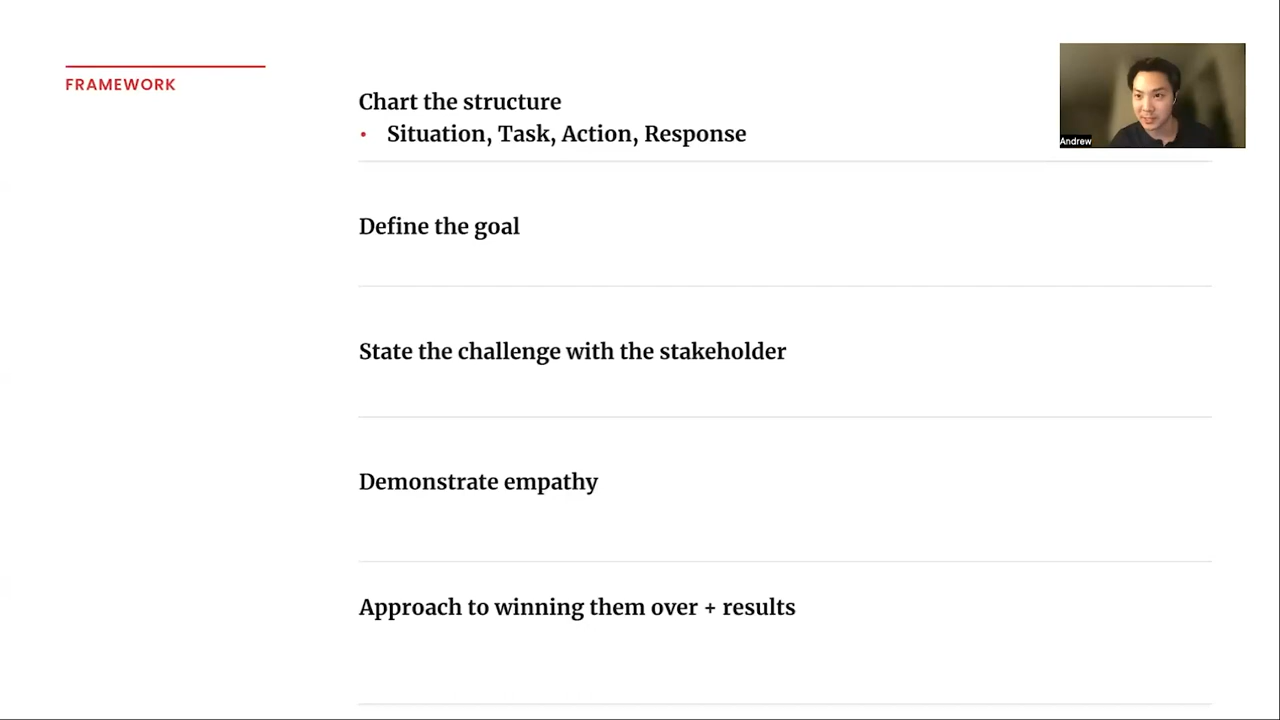 FRAMEWORK
Chart the structure
• Situation, Task, Action, Response
Andrew
Define the goal
State the challenge with the stakeholder
Demonstrate empathy
Approach to winning them over + results